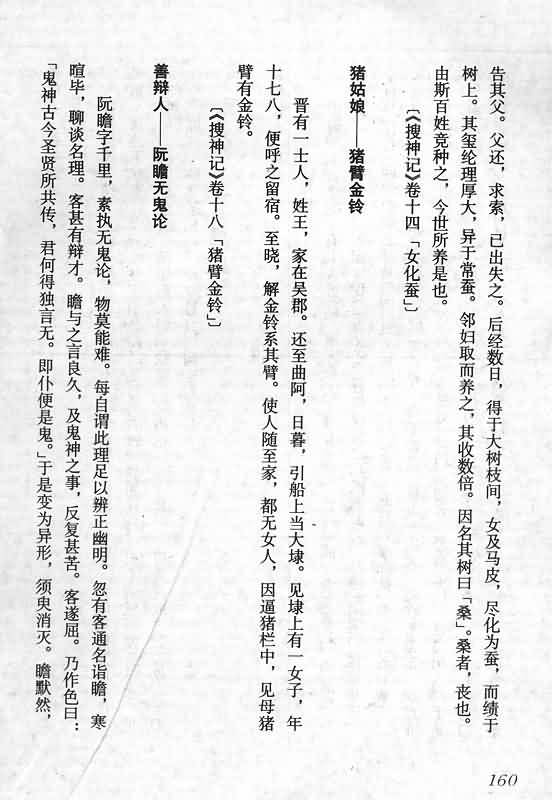 告其父。父还，求索，已出失之。后经数日，得于大树枝间，女及马皮，尽化为蚕，而绩于
树上。其茧纶理厚大，异于常蚕。邻妇取而养之，其收数倍。因名其树曰「桑」。桑者，丧也。
由斯百姓竞种之，今世所养是也。
〔《搜神记》卷十四「女化蚕」〕
猪姑娘——猪臂金铃
晋有一士人，姓王，家在吴郡。还至曲阿，日暮，引船上当大埭。见埭上有一女子，年
十七八，便呼之留宿。至晓，解金铃系其臂。使人随至家，都无女人，因逼猪栏中，见母猪
臂有金铃。
〔《搜神记》卷十八「猪臂金铃」〕
善辩人——阮瞻无鬼论
阮瞻字千里，素执无鬼论，物莫能难。每自谓此理足以辨正幽明。忽有客通名诣瞻，寒
暄毕，聊谈名理。客甚有辩才。瞻与之言良久，及鬼神之事，反复甚苦。客遂屈。乃作色曰：
「鬼神古今圣贤所共传，君何得独言无。即仆便是鬼。」于是变为异形，须臾消灭。瞻默然，
160